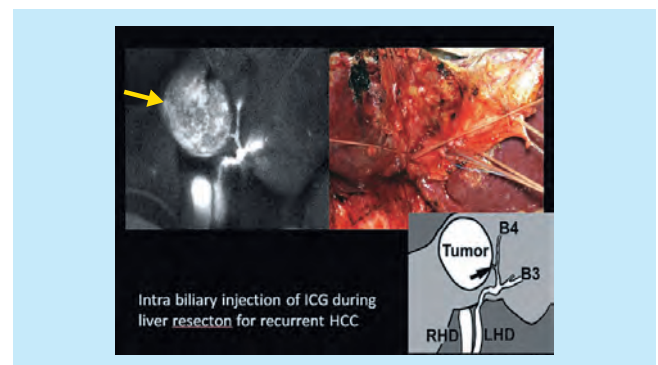 Tumor
B4
B3
RHD
LHD
Intra biliary injection of ICG during
liver resecton for recurrent HCC